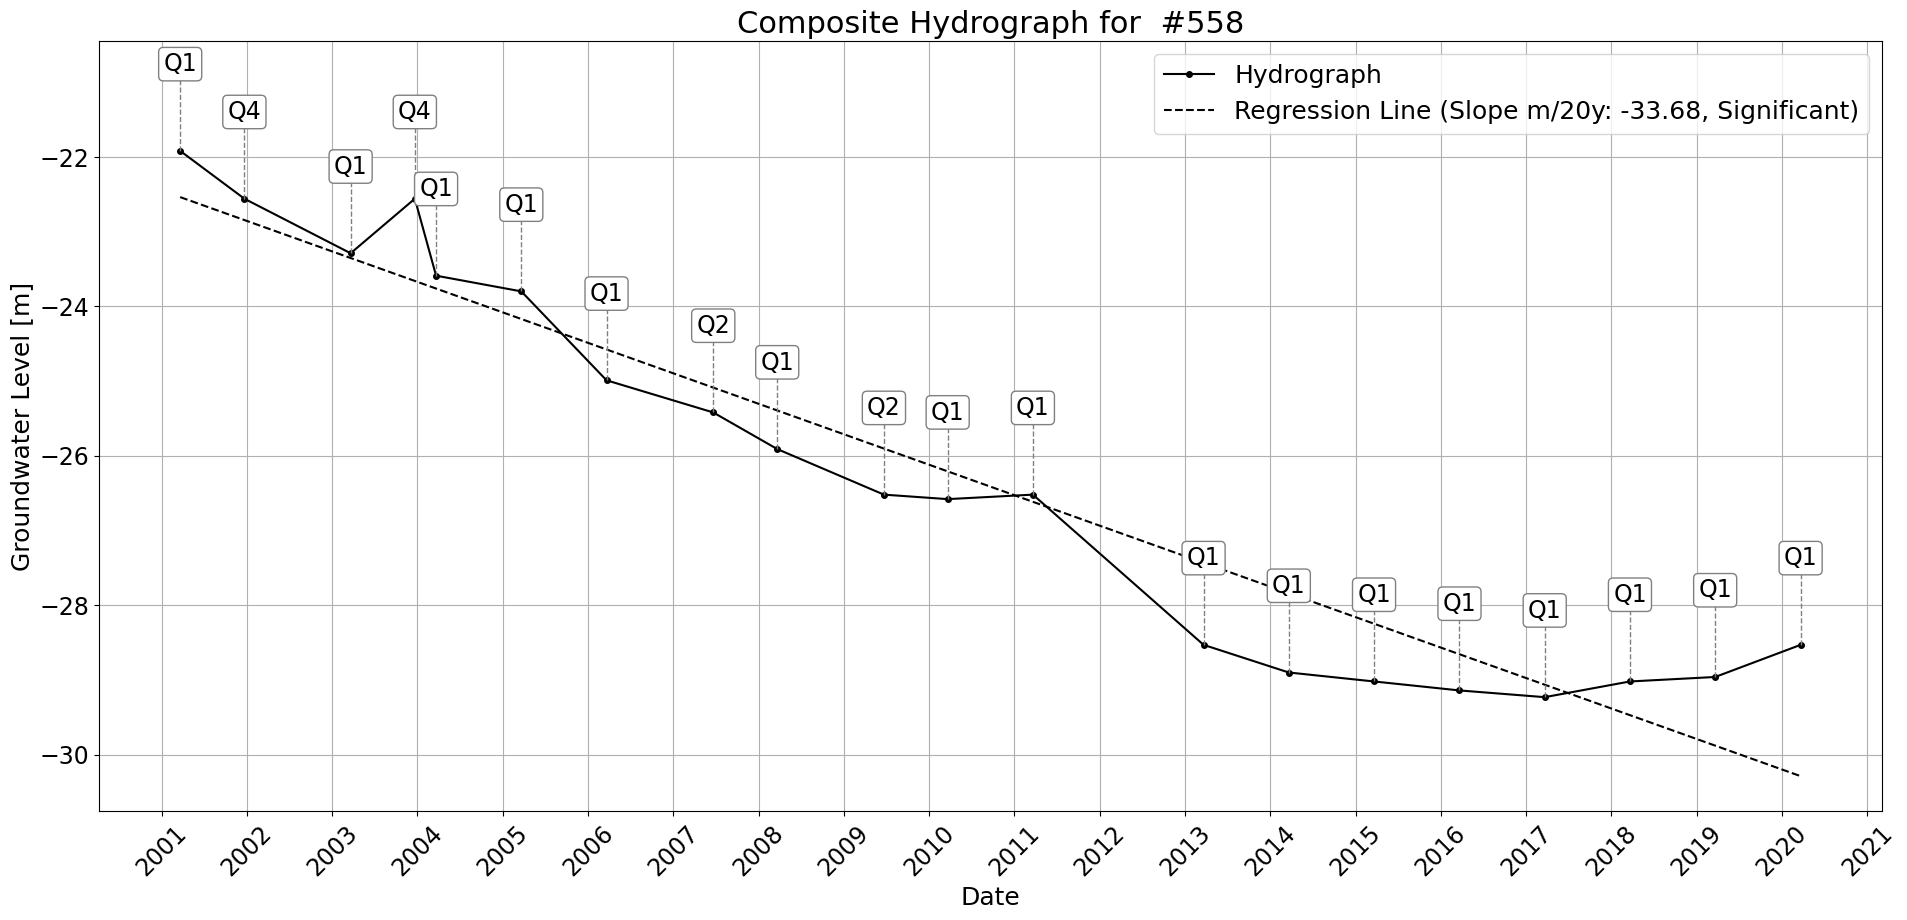 Composite Hydrograph for  #558
Hydrograph
Regression Line (Slope m/20y: -33.68, Significant)
Q1
Q4
Q1
Q4
Q1
Q1
Q1
Q2
Q1
Q2
Q1
Q1
Q1
Q1
Q1
Q1
Q1
Q1
Q1
Q1
Groundwater Level [m]
−22
−24
−26
−28
−30
2001
2002
2003
2004
2005
2006
2007
2008
2009
2010
2011
2012
2013
2014
2015
2016
2017
2018
2019
2020
2021
Date